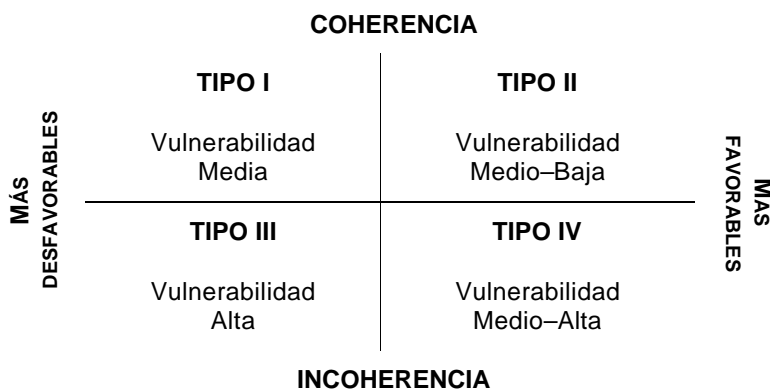 COHERENCIA
TIPO I
TIPO II
Vulnerabilidad
Media
Vulnerabilidad
Medio–Baja
MÁS
DESFAVORABLES
MAS
FAVORABLES
TIPO III
TIPO IV
Vulnerabilidad
Alta
Vulnerabilidad
Medio–Alta
INCOHERENCIA